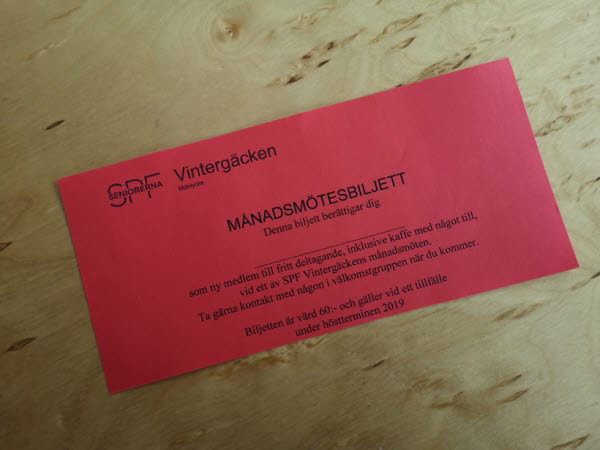 SPF
SENIORERNA
Vintergäcken
Mölnlycke
MÅNADSMÖTESBILJETT
Denna biljett berättigar dig
som ny medlem till fritt deltagande, inklusive kaffe med något till,
vid ett av SPF Vintergäckens månadsmöten.
Ta gärna kontakt med någon i välkomstgruppen när du kommer.
Biljetten är värd 60:- och gäller vid ett tillfälle
under höstterminen 2019